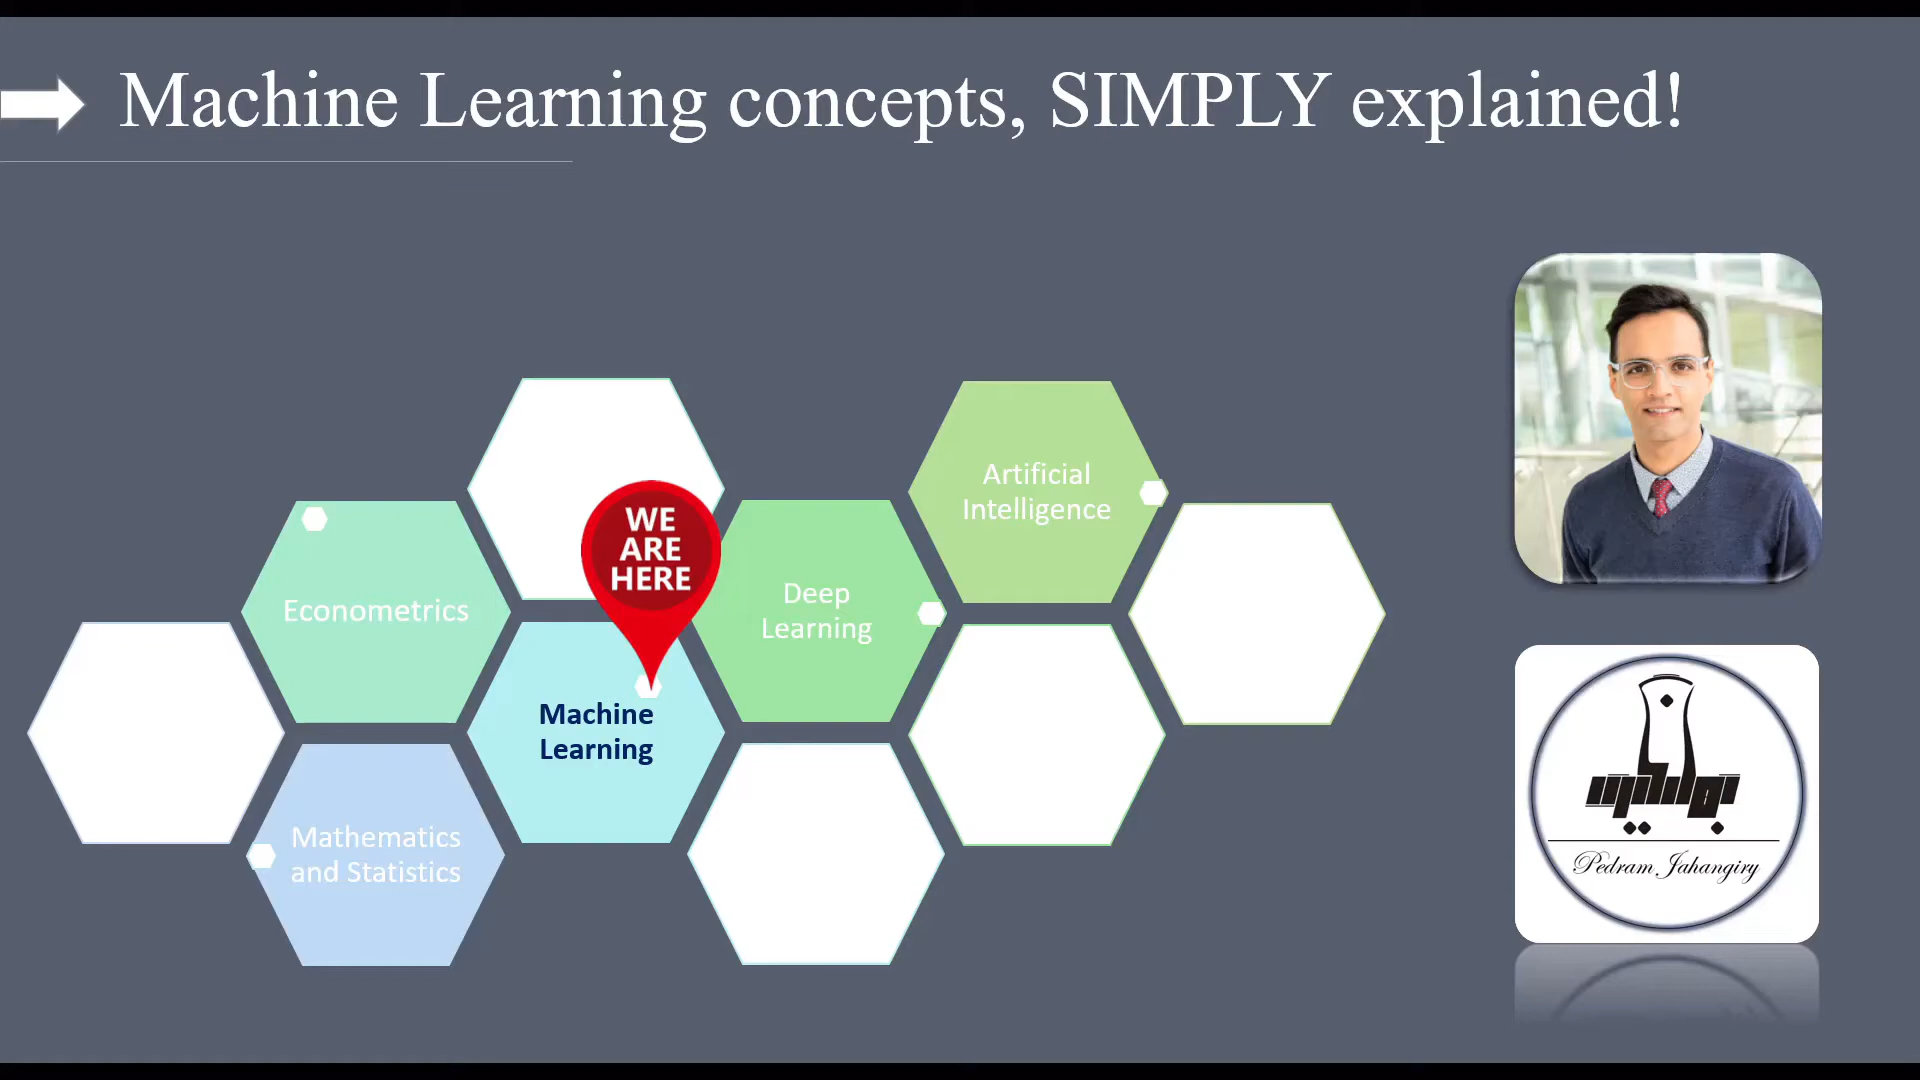 Machine Learning concepts, SIMPLY explained!
Artificial
Intelligence
WE
ARE
HERE
Deep
Learning
Econometrics
Machine
Learning
Mathematics
and Statistics
Pedram Jahangiry